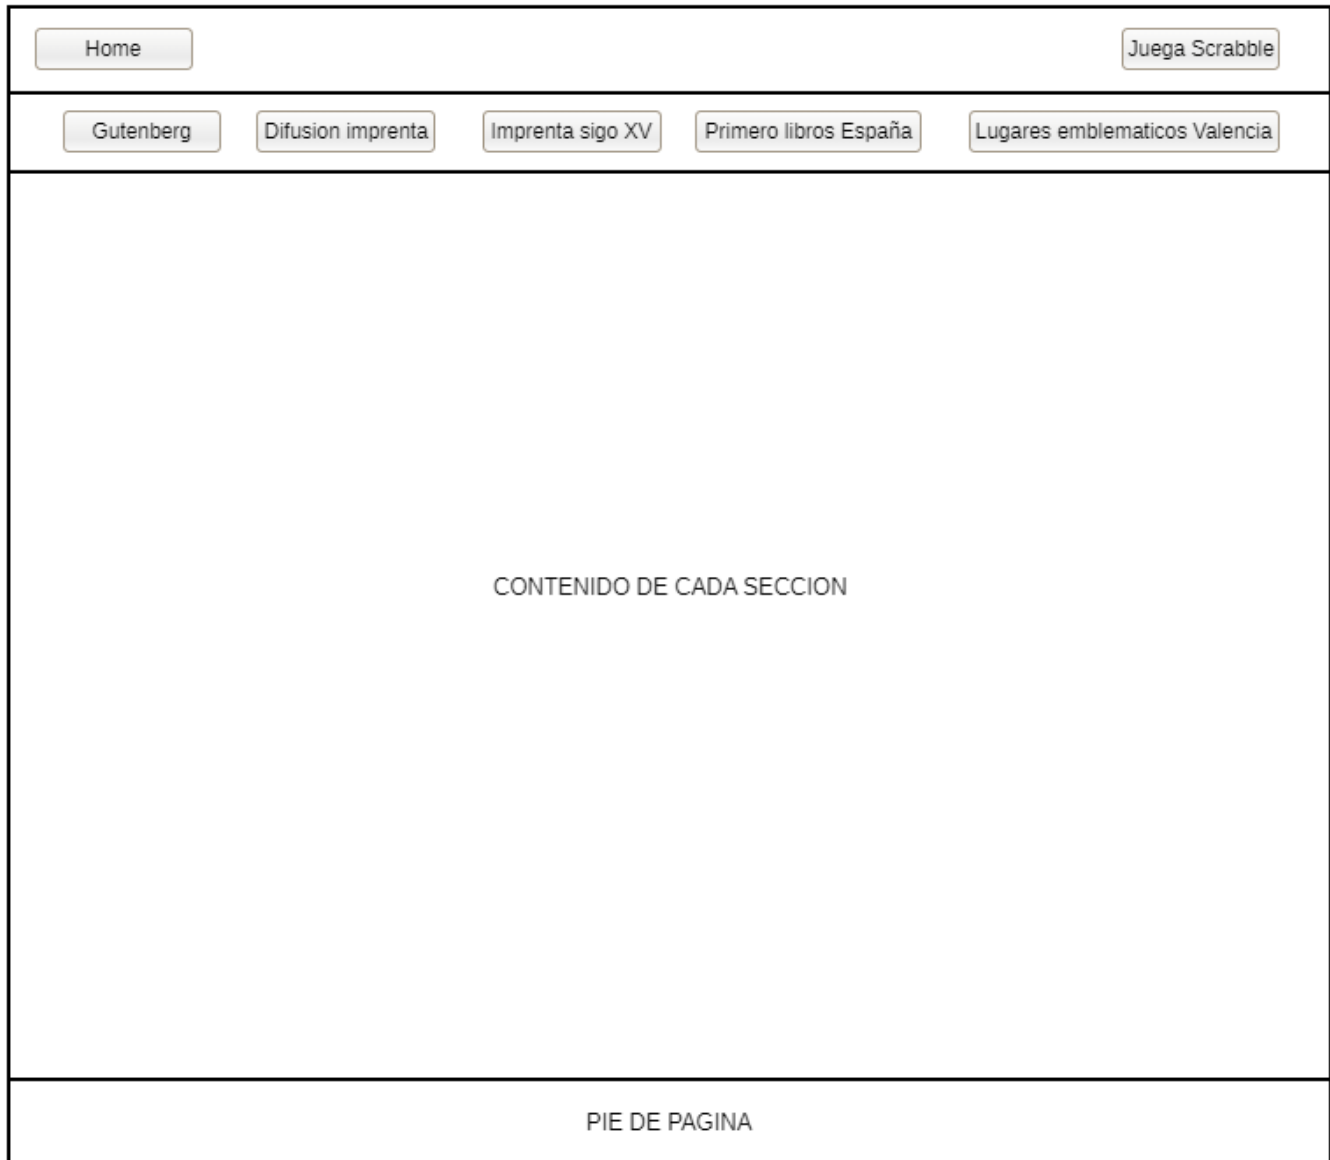 Home
Juega Scrabble
Gutenberg
Difusion imprenta
Imprenta sigo XV
Primero libros España
Lugares emblematicos Valencia
CONTENIDO DE CADA SECCION
PIE DE PAGINA